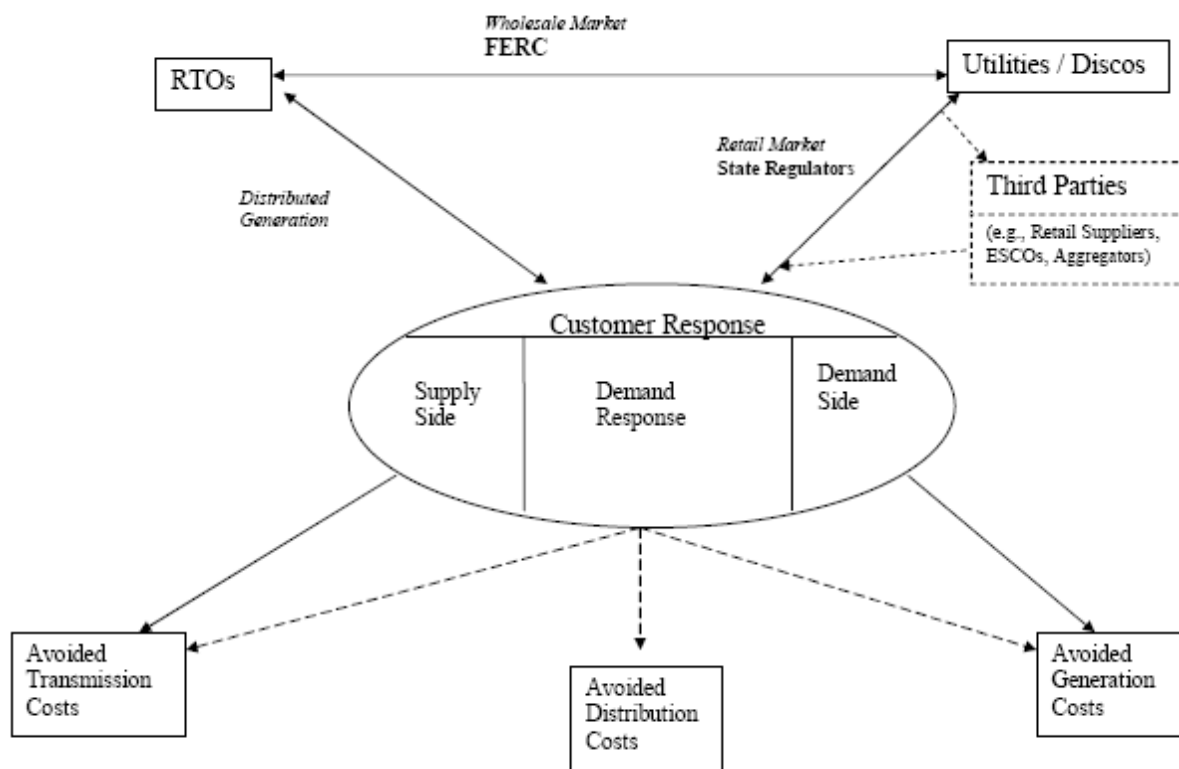 Wholesale Market
FERC
RTOs
Utilities / Discos
Retail Market
State Regulators
Distributed
Generation
Third Parties
(e.g., Retail Suppliers,
ESCOs, Aggregators)
Customer Response
Supply
Side
Demand
Response
Demand
Side
Avoided
Transmission
Costs
Avoided
Distribution
Costs
Avoided
Generation
Costs